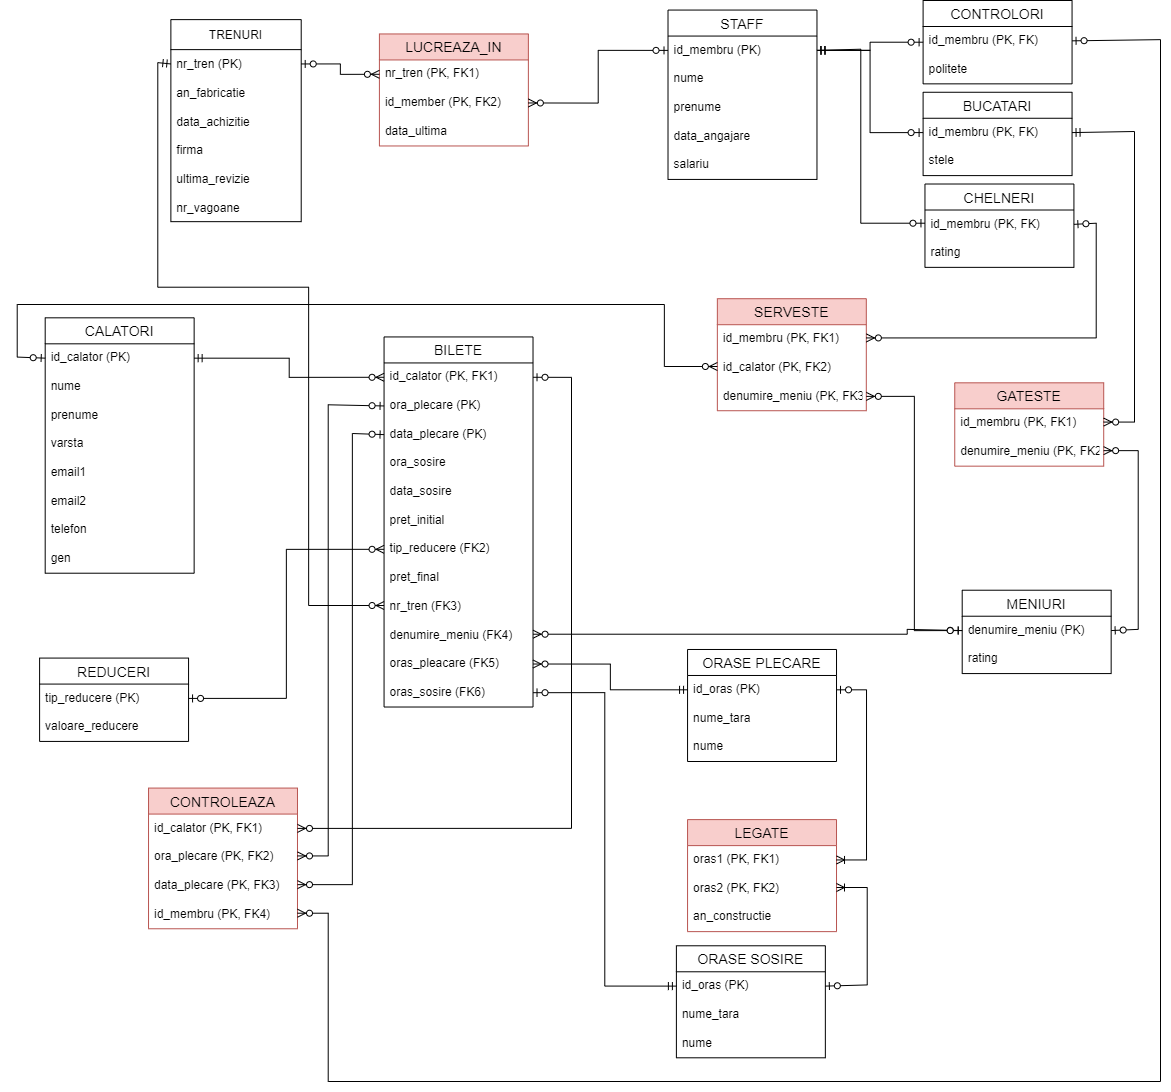 TRENURI
nr_tren (PK)
an_fabricatie
data_achizitie
firma
ultima_revizie
nr_vagoane
LUCREAZA_IN
nr_tren (PK, FK1)
id_member (PK, FK2)
data_ultima
STAFF
id_membru (PK)
nume
prenume
data_angajare
salariu
CONTROLORI
id_membru (PK, FK)
politete
BUCATARI
id_membru (PK, FK)
stele
CHELNERI
id_membru (PK, FK)
rating
CALATORI
id_calator (PK)
nume
prenume
varsta
email1
email2
telefon
gen
BILETE
id_calator (PK, FK1)
ora_plecare (PK)
data_plecare (PK)
ora_sosire
data_sosire
pret_initial
tip_reducere (FK2)
pret_final
nr_tren (FK3)
denumire_meniu (FK4)
oras_pleacare (FK5)
oras_sosire (FK6)
SERVESTE
id_membru (PK, FK1)
id_calator (PK, FK2)
denumire_meniu (PK, FK3
GATESTE
id_membru (PK, FK1)
denumire_meniu (PK, FK2
MENIURI
denumire_meniu (PK)
rating
REDUCERI
tip_reducere (PK)
valoare_reducere
ORASE PLECARE
id_oras (PK)
nume_tara
nume
CONTROLEAZA
id_calator (PK, FK1)
ora_plecare (PK, FK2)
data_plecare (PK, FK3)
id_membru (PK, FK4)
LEGATE
oras1 (PK, FK1)
oras2 (PK, FK2)
an_constructie
ORASE SOSIRE
id_oras (PK)
nume_tara
nume